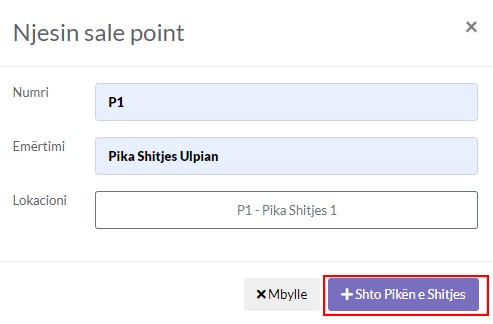 Njesin sale point
×
Numri
P1
Emërtimi
Pika Shitjes Ulpian
Lokacioni
P1 - Pika Shitjes 1
×Mbylle
+Shto Pikën e Shitjes